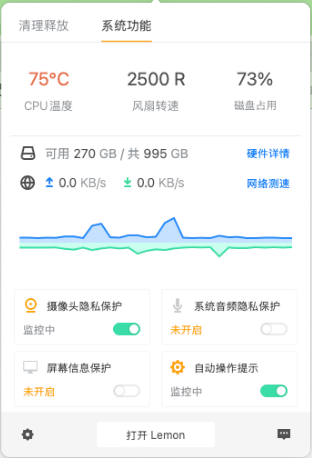 清理释放 系统功能
75°C 2500 R 73%
CPU温度 风扇转速 磁盘占用
可用 270 GB / 共 995 GB 硬件详情
0.0 KB/s 0.0 KB/s 网络测速
摄像头隐私保护 系统音频隐私保护
监控中 未开启
屏幕信息保护 自动操作提示
未开启 监控中
打开 Lemon